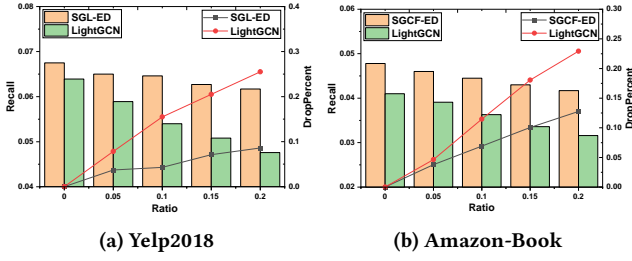 SGL-ED
LightGCN
SGL-ED
LightGCN
0.08
0.07
0.06
0.05
0.04
Recall
0.4
0.3
0.2
0.1
0.0
DropPercent
0 0.05 0.1 0.15 0.2
Ratio
(a) Yelp2018
SGCF-ED
LightGCN
SGCF-ED
LightGCN
0.06
0.05
0.04
0.03
0.02
Recall
0.30
0.25
0.20
0.15
0.10
0.05
0.00
DropPercent
0 0.05 0.1 0.15 0.2
Ratio
(b) Amazon-Book